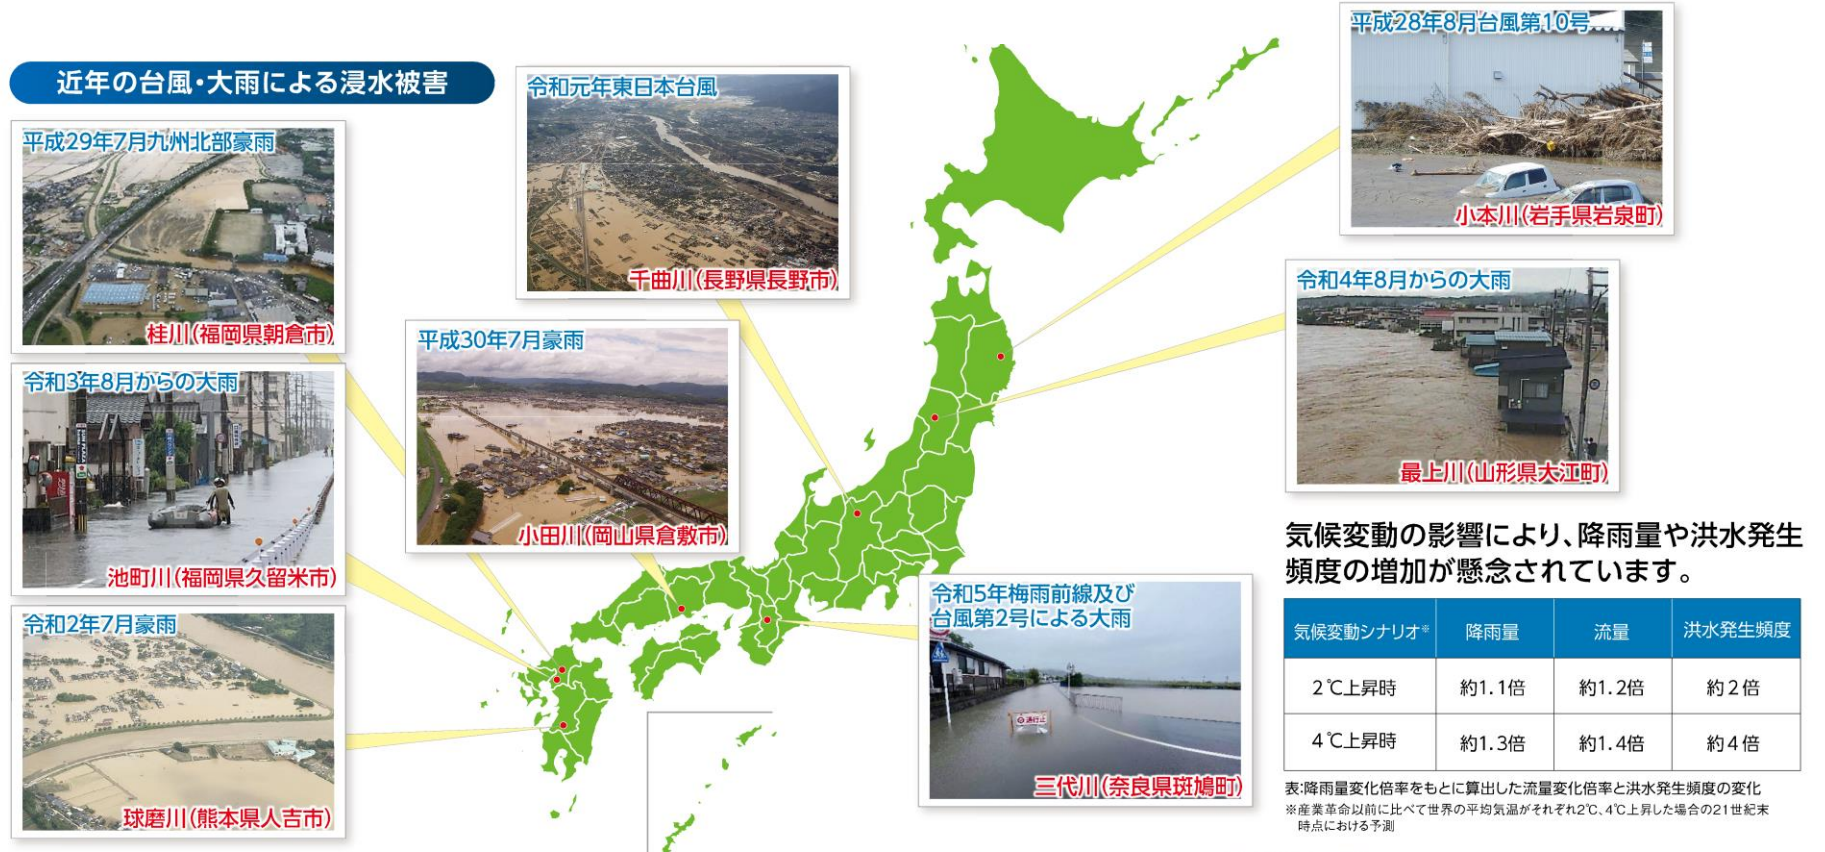 近年の台風・大雨による浸水被害
平成29年7月九州北部豪雨
桂川(福岡県朝倉市)
令和3年8月からの大雨
池町川(福岡県久留米市)
令和2年7月豪雨
球磨川(熊本県人吉市)
令和元年東日本台風
千曲川(長野県長野市)
平成30年7月豪雨
小田川(岡山県倉敷市)
令和5年梅雨前線及び
台風第2号による大雨
通行止
三代川(奈良県斑鳩町)
平成28年8月台風第10号
小本川(岩手県岩泉町)
令和4年8月からの大雨
最上川(山形県大江町)
気候変動の影響により、降雨量や洪水発生
頻度の増加が懸念されています。
気候変動シナリオ※ 降雨量 流量 洪水発生頻度
2℃上昇時 約1.1倍 約1.2倍 約2倍
4℃上昇時 約1.3倍 約1.4倍 約4倍
表:降雨量変化倍率をもとに算出した流量変化倍率と洪水発生頻度の変化
※産業革命以前に比べて世界の平均気温がそれぞれ2℃、4℃上昇した場合の21世紀末
時点における予測